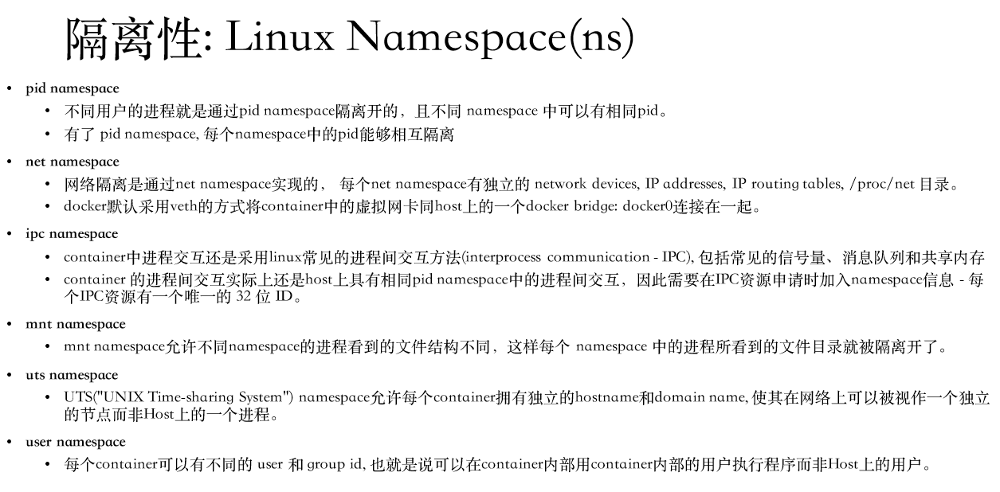 隔离性: Linux Namespace(ns)
• pid namespace
• 不同用户的进程就是通过pid namespace隔离开的，且不同 namespace 中可以有相同pid。
• 有了 pid namespace, 每个namespace中的pid能够相互隔离
• net namespace
• 网络隔离是通过net namespace实现的， 每个net namespace有独立的 network devices, IP addresses, IP routing tables, /proc/net 目录。
• docker默认采用veth的方式将container中的虚拟网卡同host上的一个docker bridge: docker0连接在一起。
• ipc namespace
• container中进程交互还是采用linux常见的进程间交互方法(interprocess communication - IPC), 包括常见的信号量、消息队列和共享内存
• container 的进程间交互实际上还是host上具有相同pid namespace中的进程间交互，因此需要在IPC资源申请时加入namespace信息 - 每
个IPC资源有一个唯一的 32 位 ID。
• mnt namespace
• mnt namespace允许不同namespace的进程看到的文件结构不同，这样每个 namespace 中的进程所看到的文件目录就被隔离开了。
• uts namespace
• UTS("UNIX Time-sharing System") namespace允许每个container拥有独立的hostname和domain name, 使其在网络上可以被视作一个独立
的节点而非Host上的一个进程。
• user namespace
• 每个container可以有不同的 user 和 group id, 也就是说可以在container内部用container内部的用户执行程序而非Host上的用户。